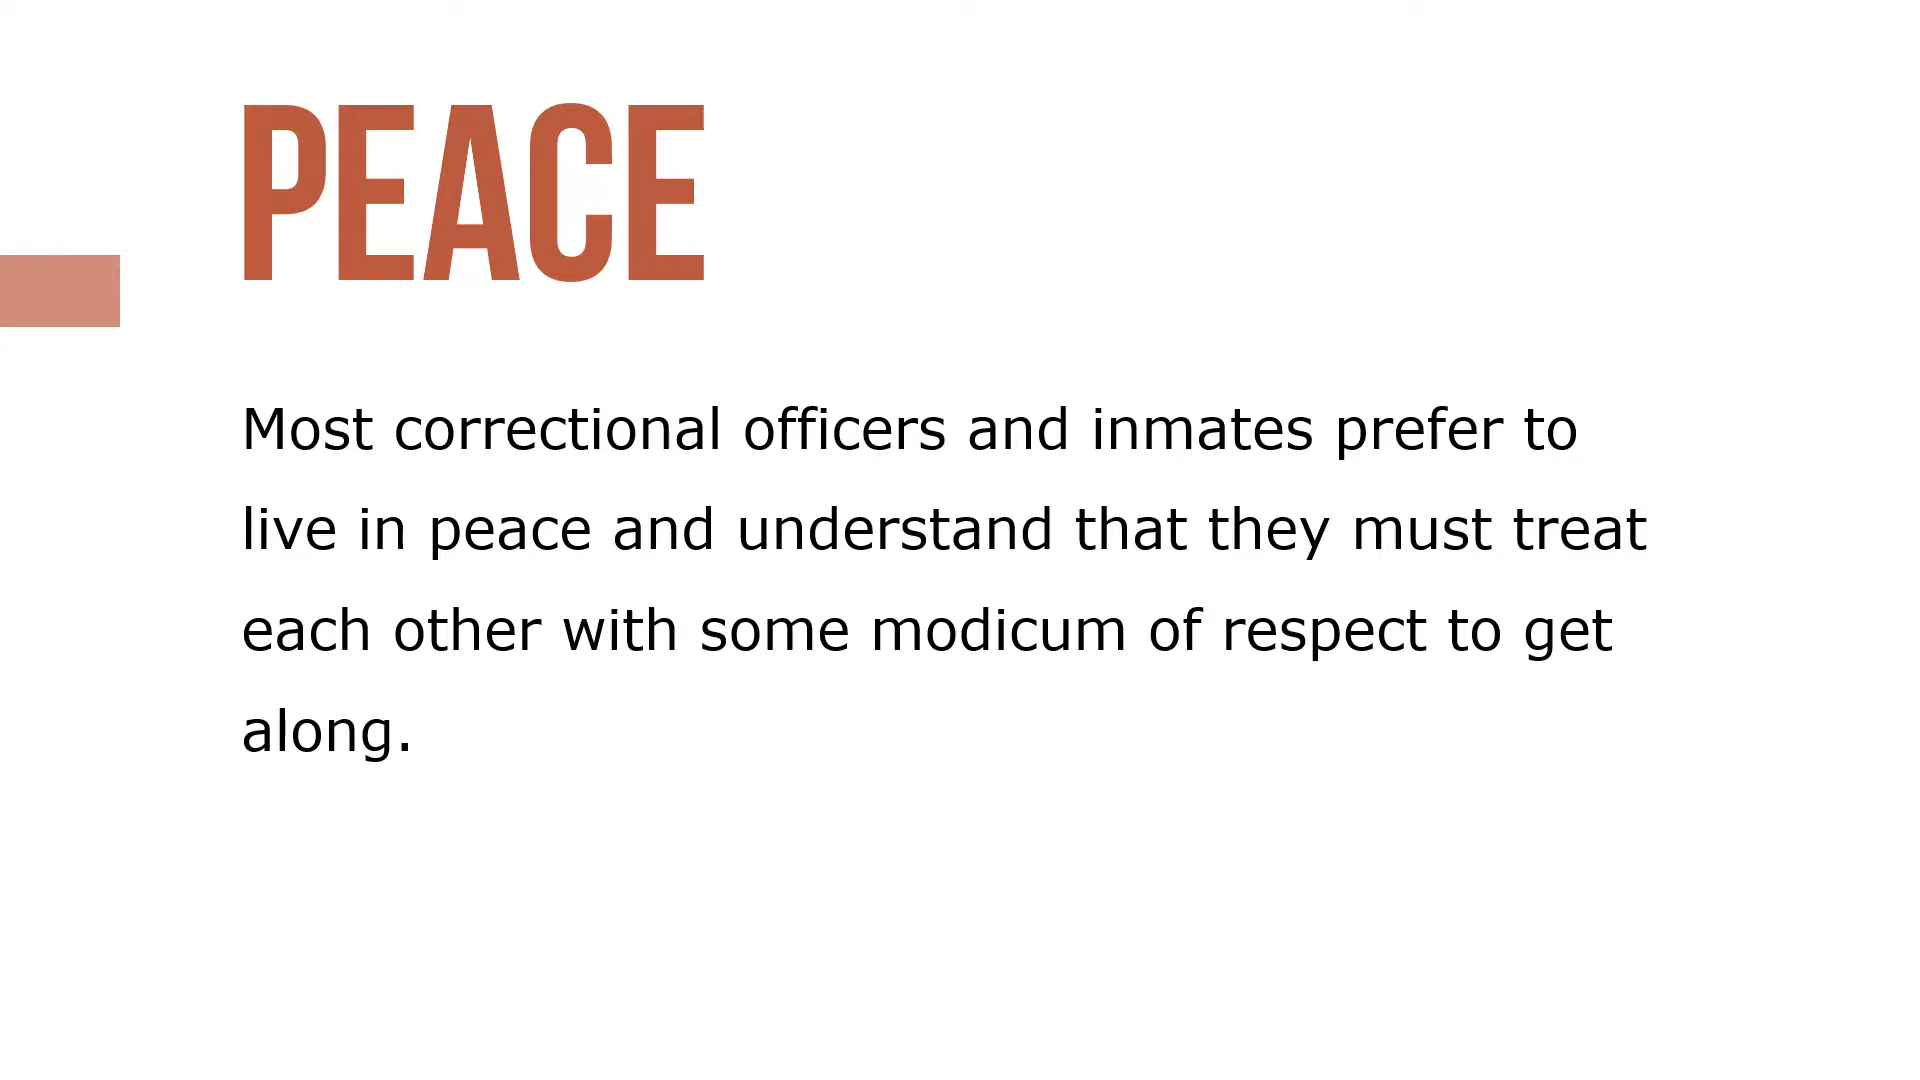 PEACE
Most correctional officers and inmates prefer to
live in peace and understand that they must treat
each other with some modicum of respect to get
along.